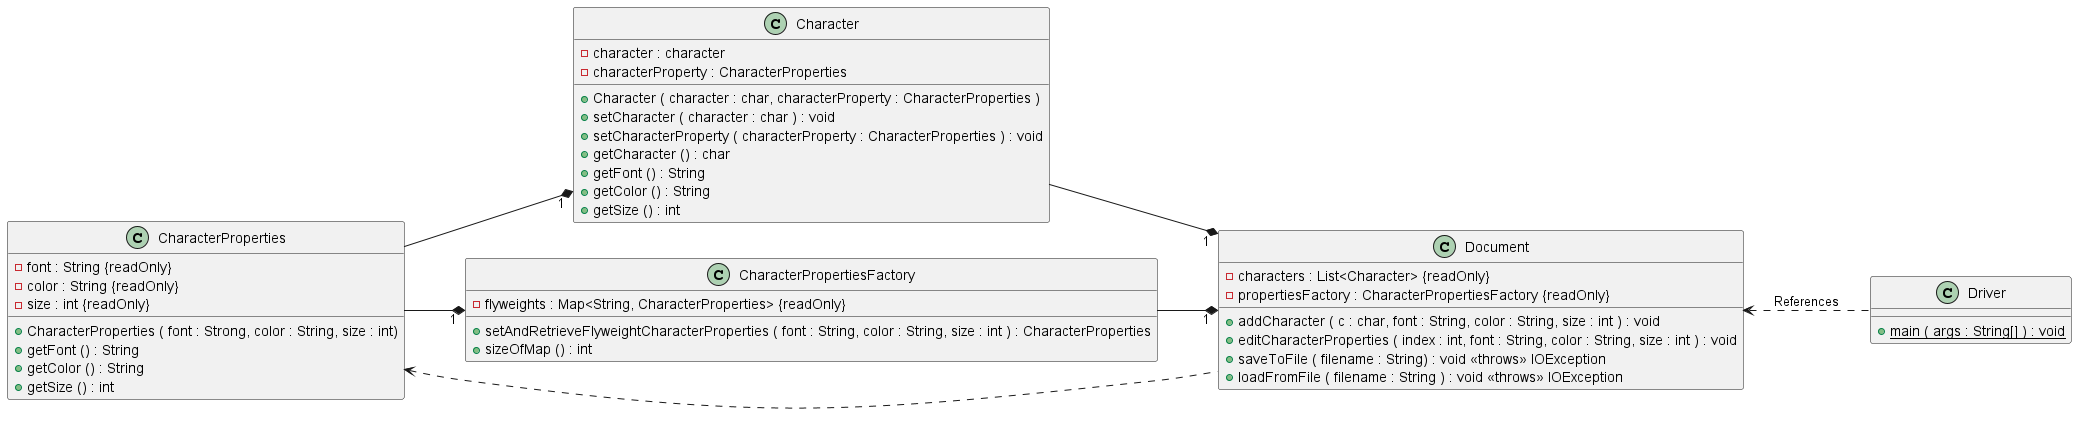 C Character
character : character
characterProperty : CharacterProperties
Character ( character : char, characterProperty : CharacterProperties )
setCharacter ( character : char ) : void
setCharacterProperty ( characterProperty : CharacterProperties ) : void
getCharacter () : char
getFont () : String
getColor () : String
getSize () : int
1
C CharacterProperties
font : String {readOnly}
color : String {readOnly}
size : int {readOnly}
CharacterProperties ( font : Strong, color : String, size : int)
getFont () : String
getColor () : String
getSize () : int
1
C CharacterPropertiesFactory
flyweights : Map<String, CharacterProperties> {readOnly}
setAndRetrieveFlyweightCharacterProperties ( font : String, color : String, size : int ) : CharacterProperties
sizeOfMap () : int
1
1
C Document
characters : List<Character> {readOnly}
propertiesFactory : CharacterPropertiesFactory {readOnly}
addCharacter ( c : char, font : String, color : String, size : int ) : void
editCharacterProperties ( index : int, font : String, color : String, size : int ) : void
saveToFile ( filename : String) : void «throws» IOException
loadFromFile ( filename : String ) : void «throws» IOException
References
C Driver
main ( args : String[] ) : void